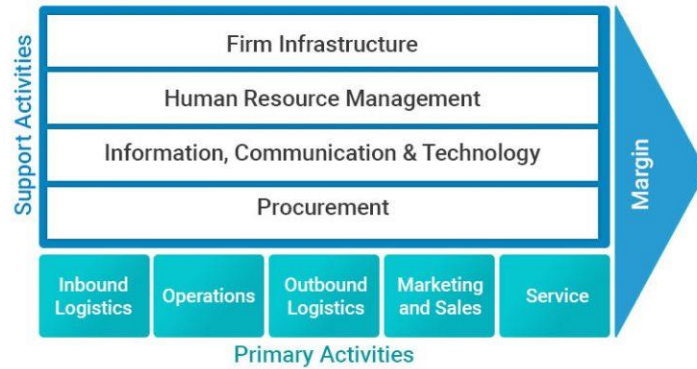 Support Activities
Firm Infrastructure
Human Resource Management
Information, Communication & Technology
Procurement
Margin
Inbound
Logistics
Operations
Outbound
Logistics
Marketing
and Sales
Service
Primary Activities